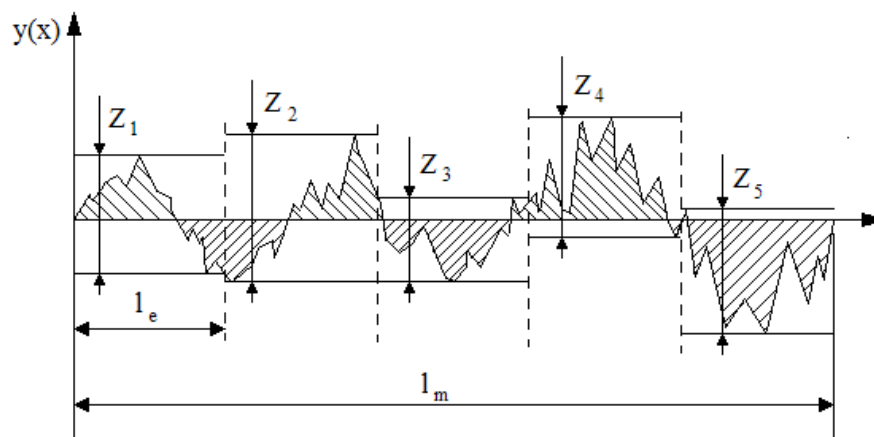 y(x)
Z₁
Z₂
Z₃
Z₄
Z₅
lₑ
lₘ